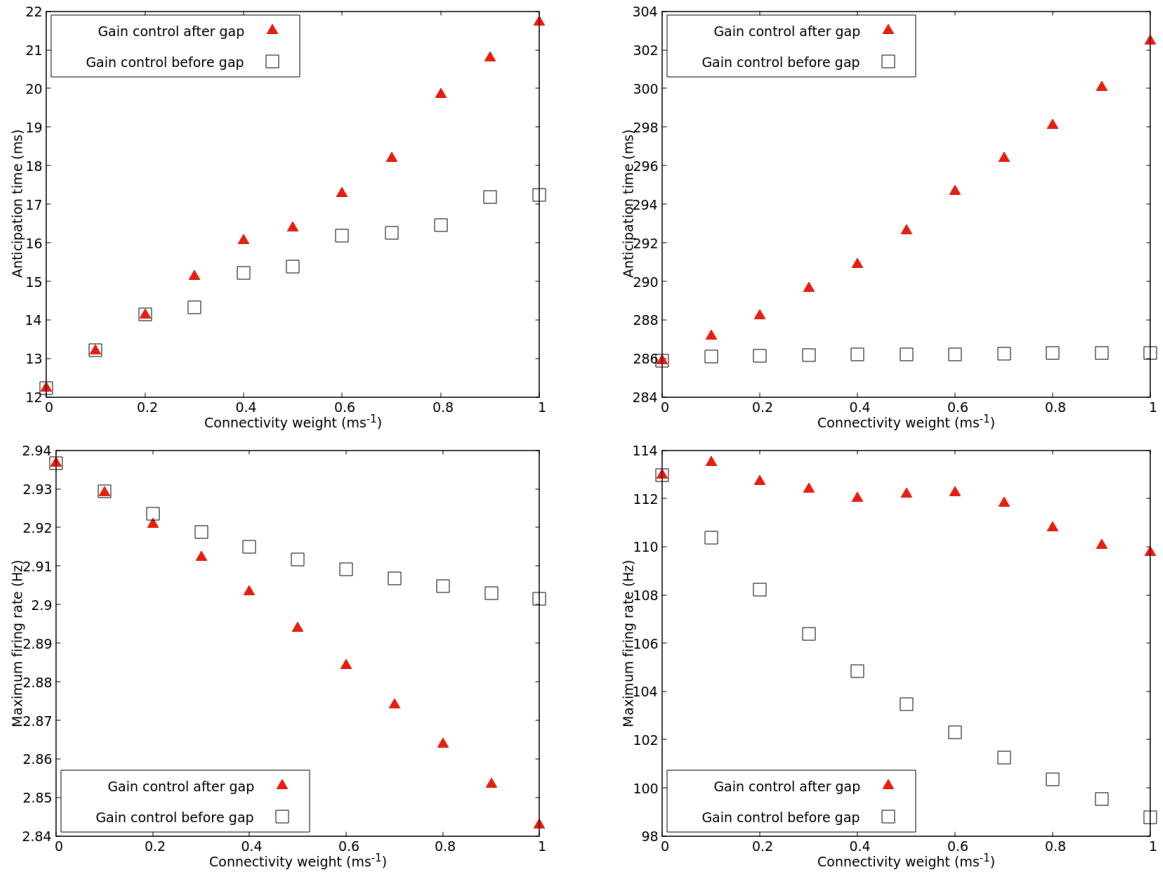 22
21
20
19
18
17
16
15
14
13
12
Anticipation time (ms)
Gain control after gap
Gain control before gap
0 0.2 0.4 0.6 0.8 1
Connectivity weight (ms-1)
304
302
300
298
296
294
292
290
288
286
284
Anticipation time (ms)
Gain control after gap
Gain control before gap
0 0.2 0.4 0.6 0.8 1
Connectivity weight (ms-1)
2.94
2.93
2.92
2.91
2.9
2.89
2.88
2.87
2.86
2.85
2.84
Maximum firing rate (Hz)
Gain control after gap
Gain control before gap
0 0.2 0.4 0.6 0.8 1
Connectivity weight (ms-1)
114
112
110
108
106
104
102
100
98
Maximum firing rate (Hz)
Gain control after gap
Gain control before gap
0 0.2 0.4 0.6 0.8 1
Connectivity weight (ms-1)